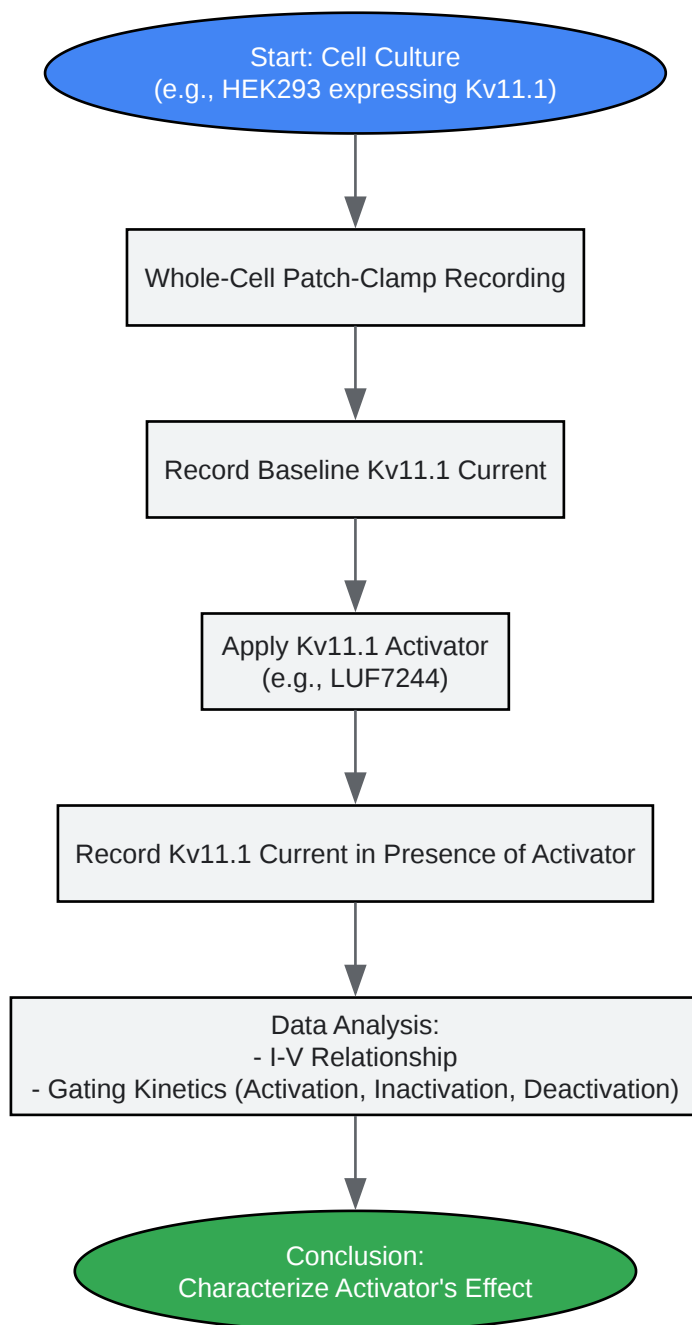 Start: Cell Culture
(e.g., HEK293 expressing Kv11.1)
Whole-Cell Patch-Clamp Recording
Record Baseline Kv11.1 Current
Apply Kv11.1 Activator
(e.g., LUF7244)
Record Kv11.1 Current in Presence of Activator
Data Analysis:
- I-V Relationship
- Gating Kinetics (Activation, Inactivation, Deactivation)
Conclusion:
Characterize Activator's Effect